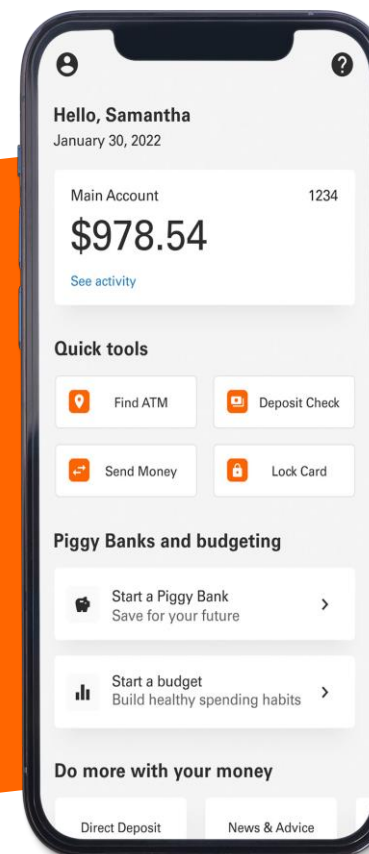 Hello, Samantha
January 30, 2022
Main Account 1234
$978.54
See activity
Quick tools
Find ATM Deposit Check
Send Money Lock Card
Piggy Banks and budgeting
Start a Piggy Bank
Save for your future
Start a budget
Build healthy spending habits
Do more with your money
Direct Deposit News & Advice